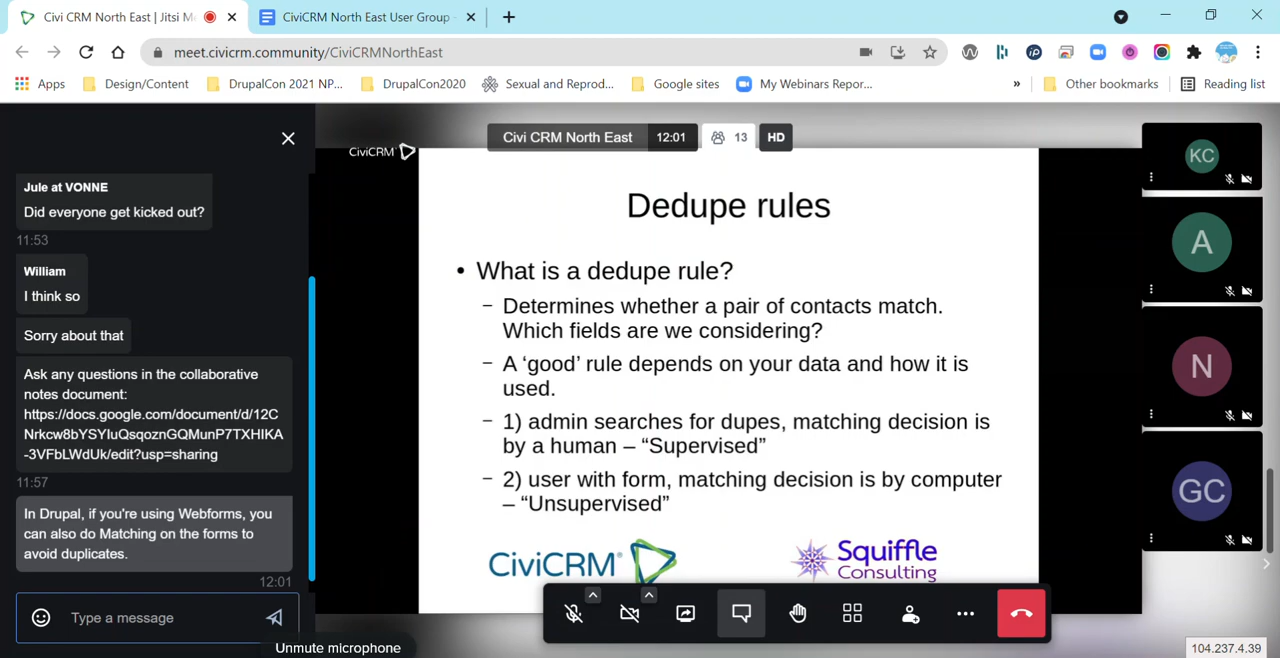 Civi CRM North East | Jitsi M
CiviCRM North East User Group -
meet.civicrm.community/CiviCRMNorthEast
Apps
Design/Content
DrupalCon 2021 NP...
DrupalCon2020
Sexual and Reprod...
Google sites
My Webinars Repor...
»
Other bookmarks
Reading list
Jule at VONNE
Did everyone get kicked out?
11:53
William
I think so
Sorry about that
Ask any questions in the collaborative
notes document:
https://docs.google.com/document/d/12C
Nrkcw8bYSYIuQsqoznGQMunP7TXHIKA
-3VFbLWdUk/edit?usp=sharing
11:57
In Drupal, if you're using Webforms, you
can also do Matching on the forms to
avoid duplicates.
12:01
Type a message
Unmute microphone
CiviCRM
Civi CRM North East
12:01
13
HD
Dedupe rules
• What is a dedupe rule?
– Determines whether a pair of contacts match.
Which fields are we considering?
– A ‘good’ rule depends on your data and how it is
used.
– 1) admin searches for dupes, matching decision is
by a human – “Supervised”
– 2) user with form, matching decision is by computer
– “Unsupervised”
CiviCRM®
Squiffle
Consulting
KC
A
N
GC
104.237.4.39